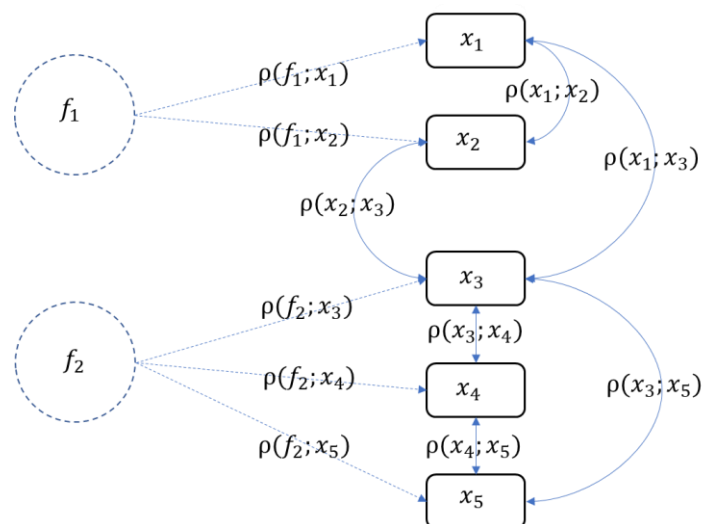 x₁
ρ(f₁; x₁)
ρ(x₁; x₂)
f₁
ρ(f₁; x₂)
x₂
ρ(x₁; x₃)
ρ(x₂; x₃)
x₃
ρ(f₂; x₃)
ρ(x₃; x₄)
f₂
ρ(f₂; x₄)
x₄
ρ(x₃; x₅)
ρ(f₂; x₅)
ρ(x₄; x₅)
x₅